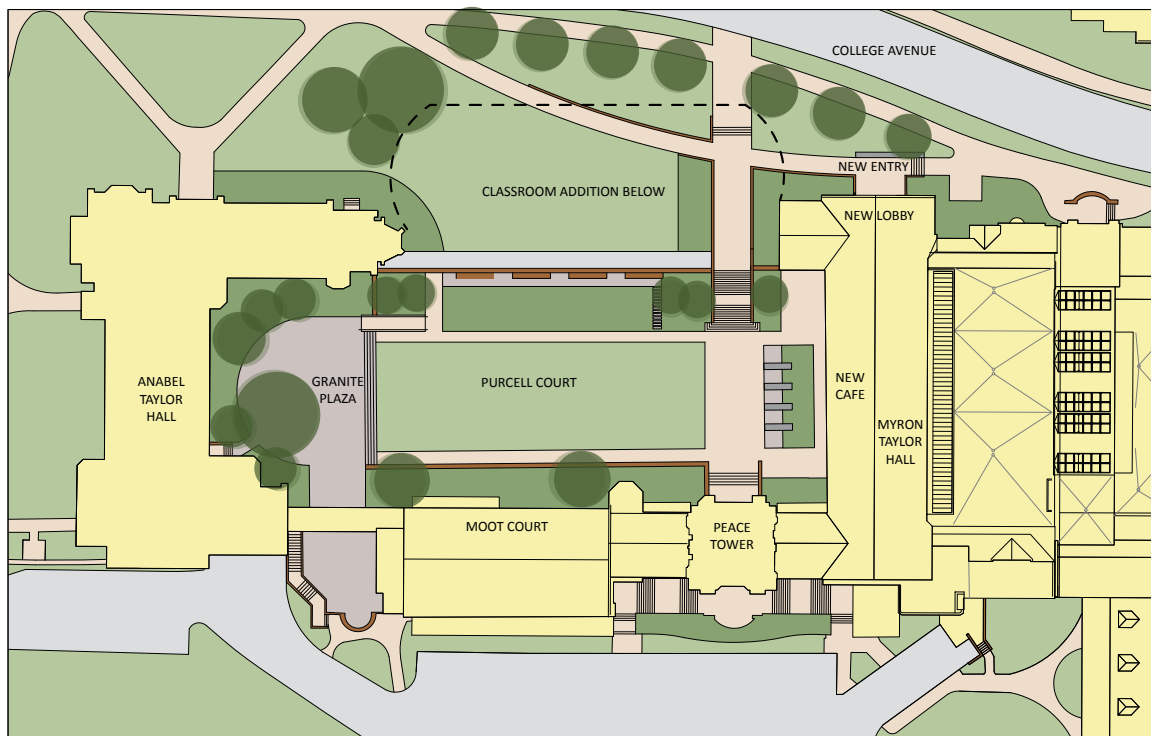 COLLEGE AVENUE
NEW ENTRY
CLASSROOM ADDITION BELOW
NEW LOBBY
ANABEL
TAYLOR
HALL
GRANITE
PLAZA
PURCELL COURT
NEW
CAFE
MYRON
TAYLOR
HALL
MOOT COURT
PEACE
TOWER